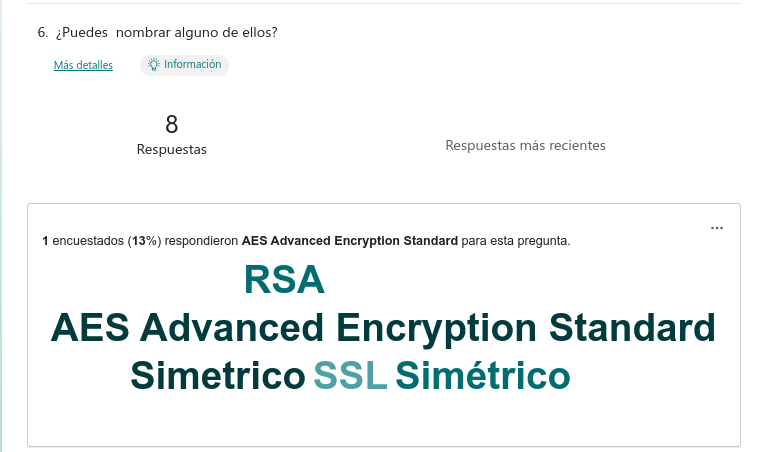 6. ¿Puedes nombrar alguno de ellos?
Más detalles
Información
8
Respuestas
Respuestas más recientes
...
1 encuestados (13%) respondieron AES Advanced Encryption Standard para esta pregunta.
RSA
AES Advanced Encryption Standard
Simetrico SSL Simétrico